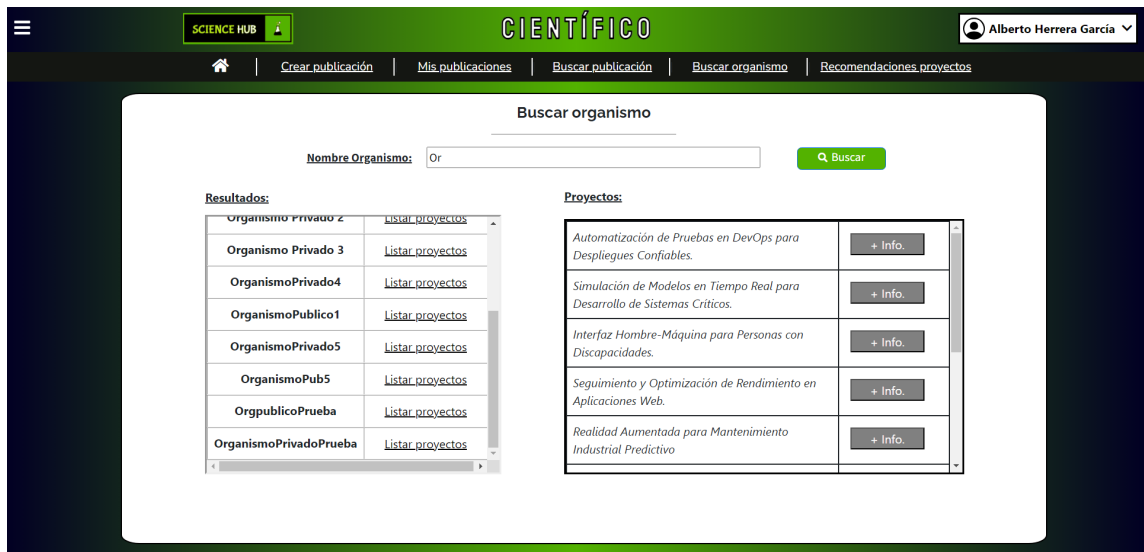 SCIENCE HUB
CIENTÍFICO
Alberto Herrera García
Crear publicación
Mis publicaciones
Buscar publicación
Buscar organismo
Recomendaciones proyectos
Buscar organismo
Nombre Organismo:
Or
Buscar
Resultados:
Organismo Privado 2 Listar proyectos
Organismo Privado 3 Listar proyectos
OrganismoPrivado4 Listar proyectos
OrganismoPublico1 Listar proyectos
OrganismoPrivado5 Listar proyectos
OrganismoPub5 Listar proyectos
OrgpublicoPrueba Listar proyectos
OrganismoPrivadoPrueba Listar proyectos
Proyectos:
Automatización de Pruebas en DevOps para
Despliegues Confiables.
+ Info.
Simulación de Modelos en Tiempo Real para
Desarrollo de Sistemas Críticos.
+ Info.
Interfaz Hombre-Máquina para Personas con
Discapacidades.
+ Info.
Seguimiento y Optimización de Rendimiento en
Aplicaciones Web.
+ Info.
Realidad Aumentada para Mantenimiento
Industrial Predictivo
+ Info.